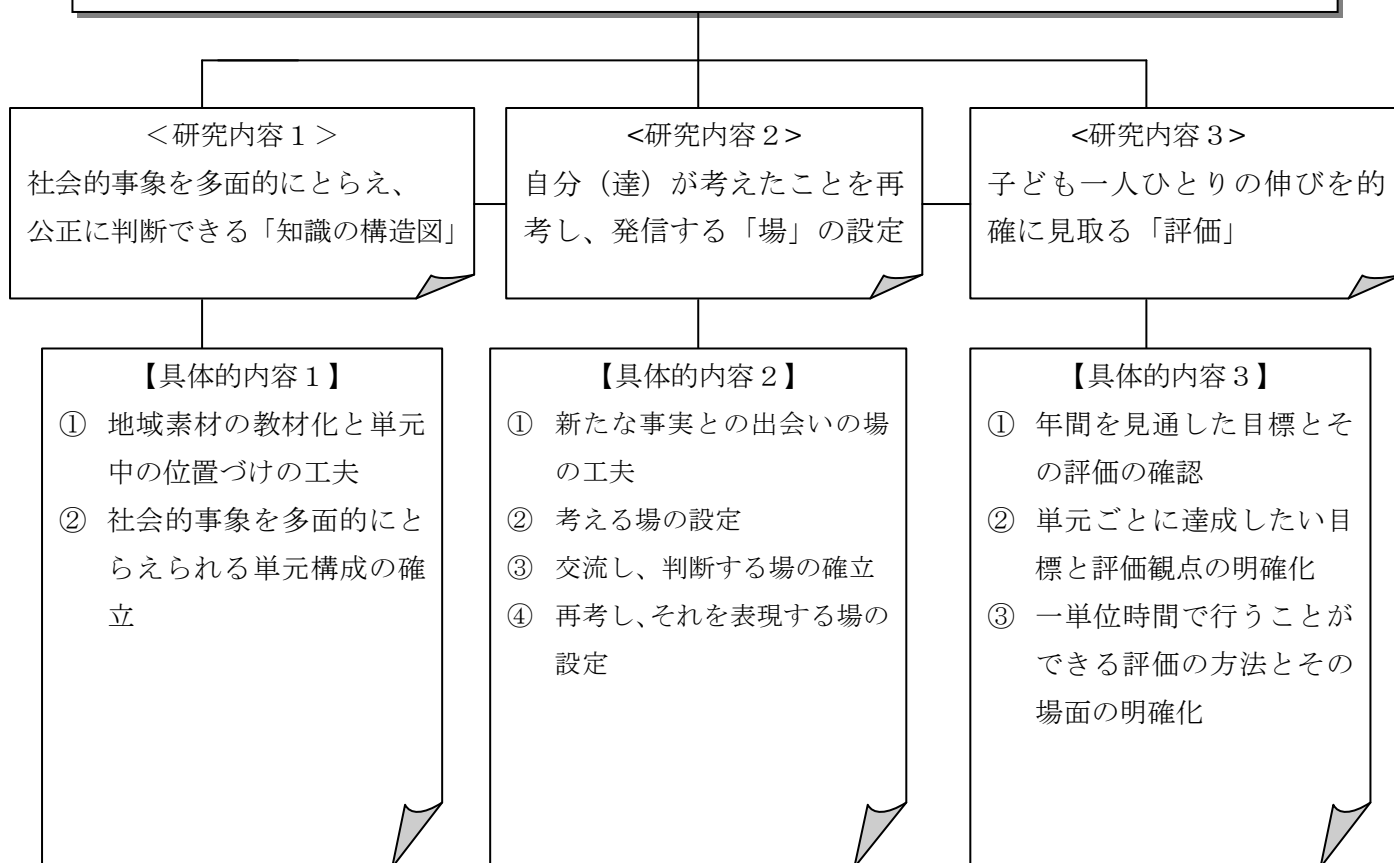 ＜研究内容１＞
社会的事象を多面的にとらえ、
公正に判断できる「知識の構造図」
<研究内容２>
自分（達）が考えたことを再
考し、発信する「場」の設定
<研究内容３>
子ども一人ひとりの伸びを的
確に見取る「評価」
【具体的内容１】
① 地域素材の教材化と単元
中の位置づけの工夫
② 社会的事象を多面的にと
らえられる単元構成の確
立
【具体的内容２】
① 新たな事実との出会いの場
の工夫
② 考える場の設定
③ 交流し、判断する場の確立
④ 再考し、それを表現する場の
設定
【具体的内容３】
① 年間を見通した目標とそ
の評価の確認
② 単元ごとに達成したい目
標と評価観点の明確化
③ 一単位時間で行うことが
できる評価の方法とその
場面の明確化